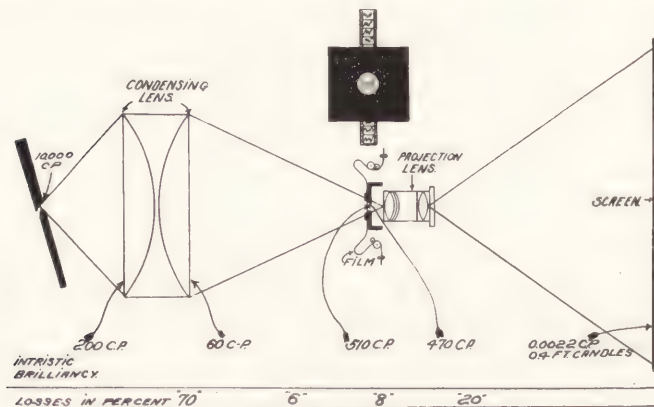 CONDENSING
LENS.
10,000
C.P.
PROJECTION
LENS.
SCREEN.
FILM
200 C.P.
60 C-P.
510 C.P.
470 C.P.
0.0022 C.P.
0.4 FT. CANDLES
INTRISTIC
BRILLIANCY.
LOSSES IN PERCENT 70" 6" 8" 20"